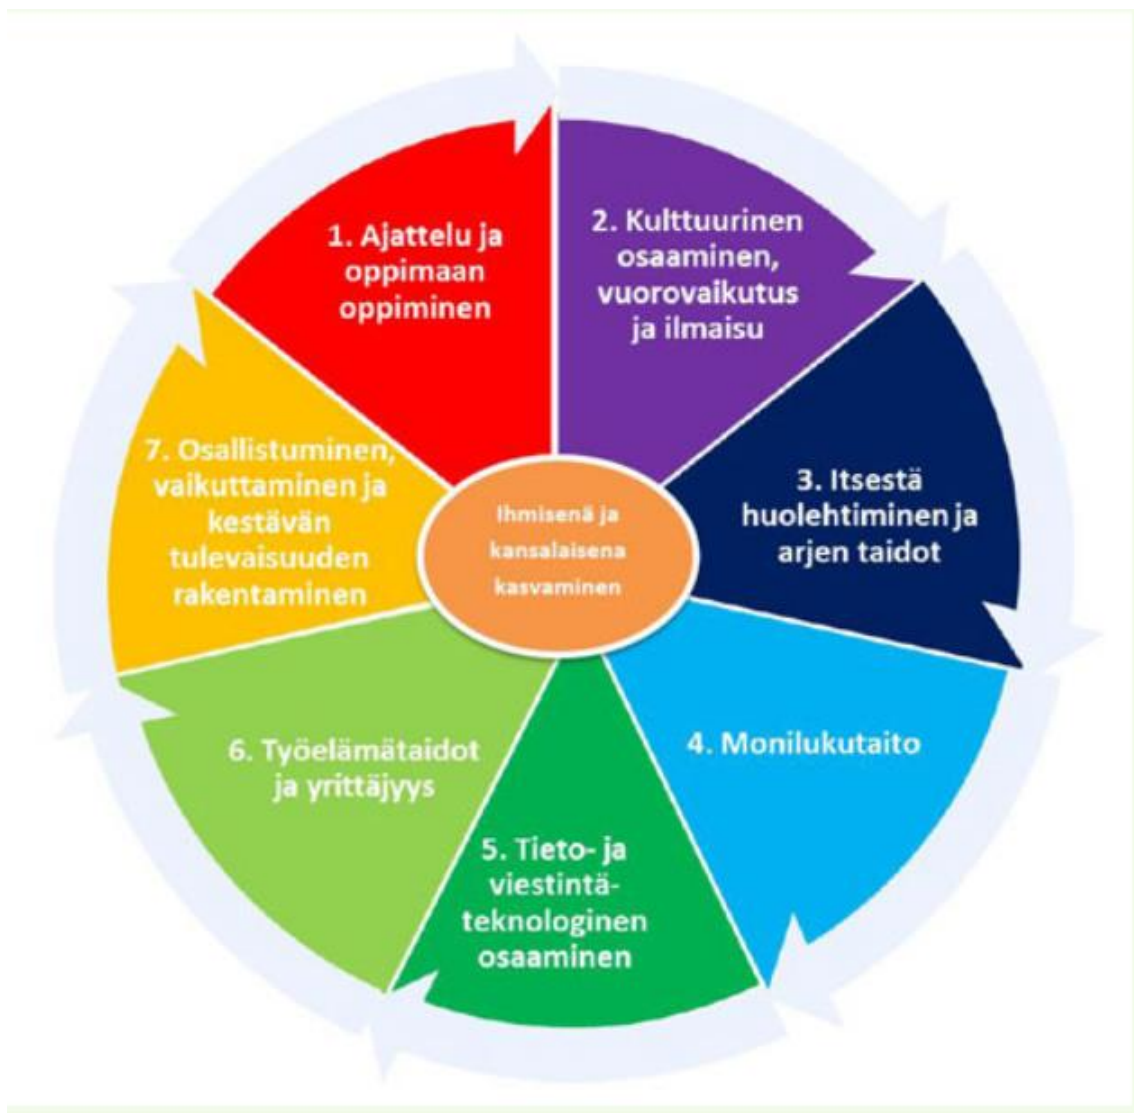 1. Ajattelu ja
oppimaan
oppiminen
2. Kulttuurinen
osaaminen,
vuorovaikutus
ja ilmaisu
3. Itsestä
huolehtiminen ja
arjen taidot
4. Monilukutaito
5. Tieto- ja
viestintä-
teknologinen
osaaminen
6. Työelämätaidot
ja yrittäjyys
7. Osallistuminen,
vaikuttaminen ja
kestävän
tulevaisuuden
rakentaminen
Ihmisenä ja
kansalaisena
kasvaminen